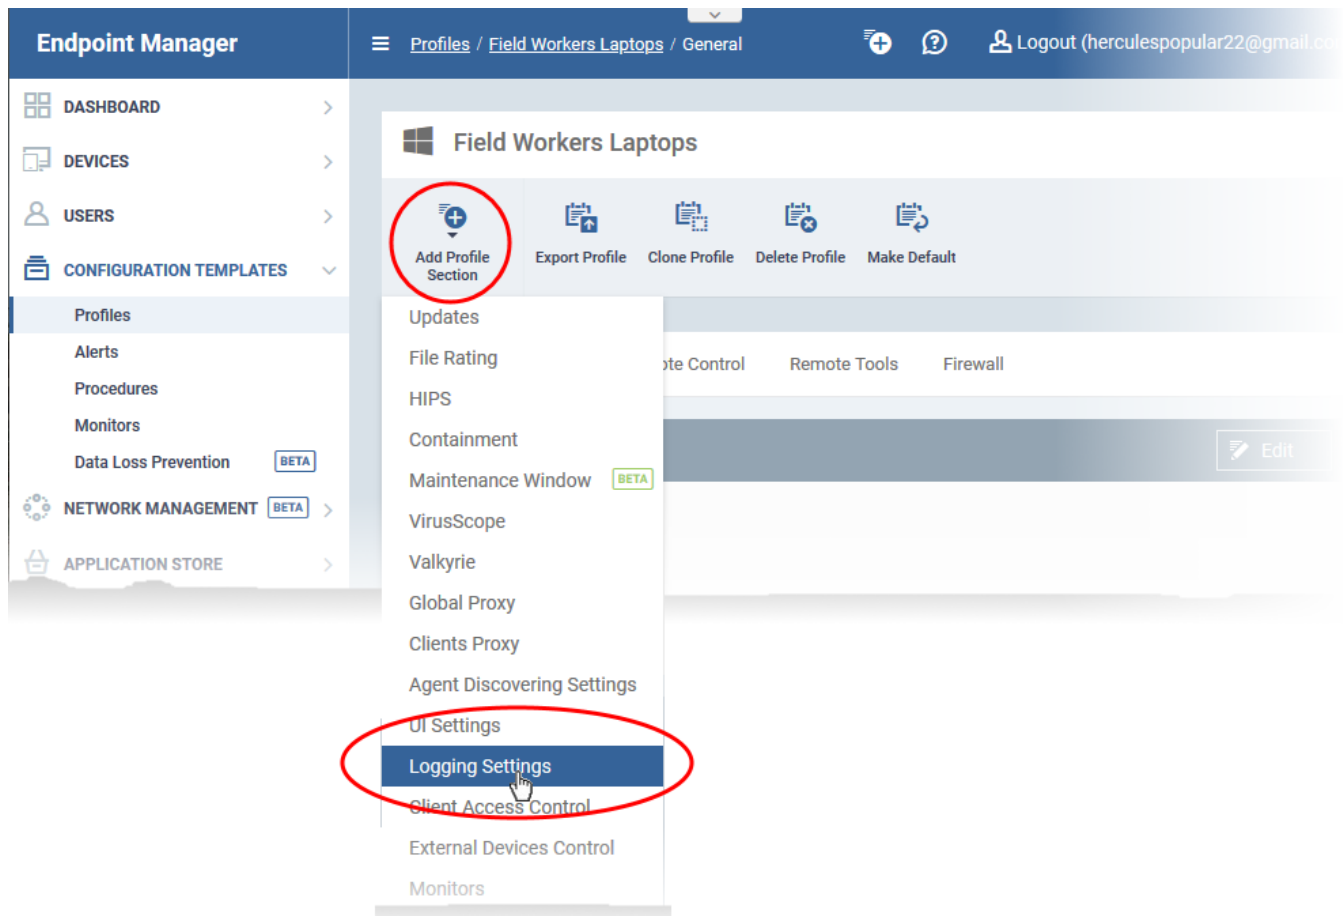 Endpoint Manager
Profiles / Field Workers Laptops / General
Logout (herculespopular22@gmail.co
DASHBOARD
DEVICES
USERS
CONFIGURATION TEMPLATES
Profiles
Alerts
Procedures
Monitors
Data Loss Prevention BETA
NETWORK MANAGEMENT BETA
APPLICATION STORE
Field Workers Laptops
Add Profile
Section
Export Profile
Clone Profile
Delete Profile
Make Default
ote Control
Remote Tools
Firewall
Edit
Updates
File Rating
HIPS
Containment
Maintenance Window BETA
VirusScope
Valkyrie
Global Proxy
Clients Proxy
Agent Discovering Settings
UI Settings
Logging Settings
Client Access Control
External Devices Control
Monitors